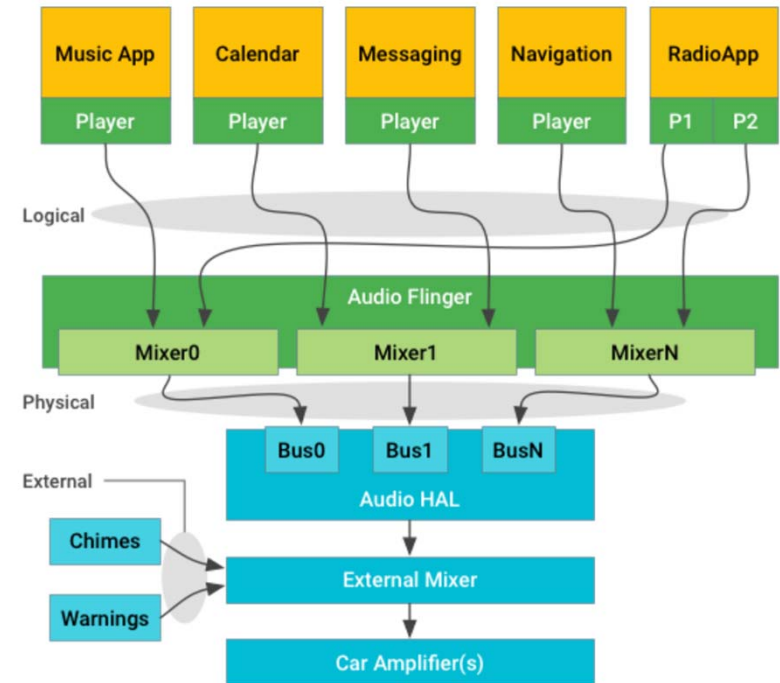 Music App
Calendar
Messaging
Navigation
RadioApp
Player
Player
Player
Player
P1
P2
Logical
Audio Flinger
Mixer0
Mixer1
MixerN
Physical
Bus0
Bus1
BusN
Audio HAL
External
Chimes
External Mixer
Warnings
Car Amplifier(s)